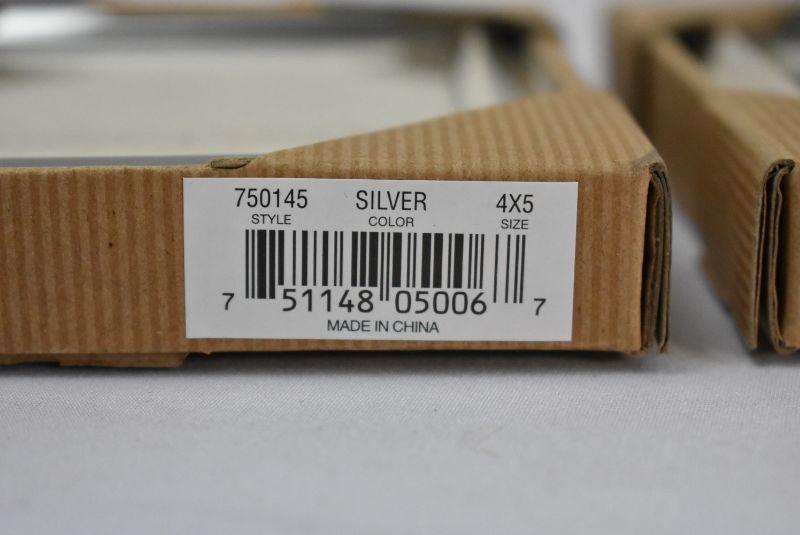 750145 SILVER 4X5
STYLE COLOR SIZE
7 51148 05006 7
MADE IN CHINA